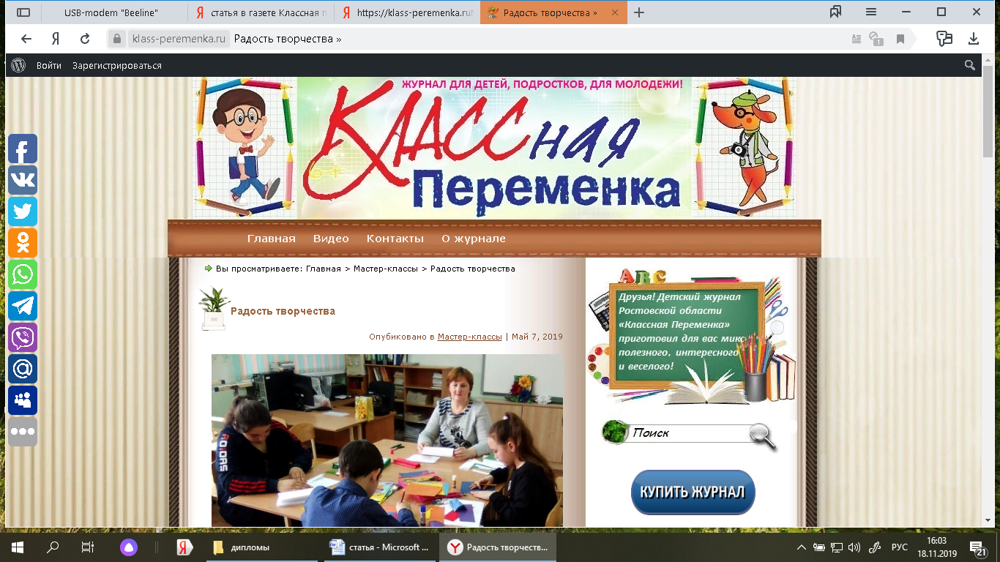 USB-modem "Beeline"
статья в газете Классная п
https://klass-peremenka.ru/
Радость творчества »
klass-peremenka.ru Радость творчества »
1
Войти Зарегистрироваться
ЖУРНАЛ ДЛЯ ДЕТЕЙ, ПОДРОСТКОВ, ДЛЯ МОЛОДЕЖИ!
КЛАССная
6+
Переменка
Главная Видео Контакты О журнале
Вы просматриваете: Главная > Мастер-классы > Радость творчества
Радость творчества
Опубиковано в Мастер-классы | Май 7, 2019
GO.DAS
ABC
Друзья! Детский журнал
Ростовской области
«Классная Переменка»
приготовил для вас микс
полезного, интересного
и веселого!
Поиск
КУПИТЬ ЖУРНАЛ
дипломы
статья - Microsoft ...
Радость творчеств...
РУС
16:03
18.11.2019
21